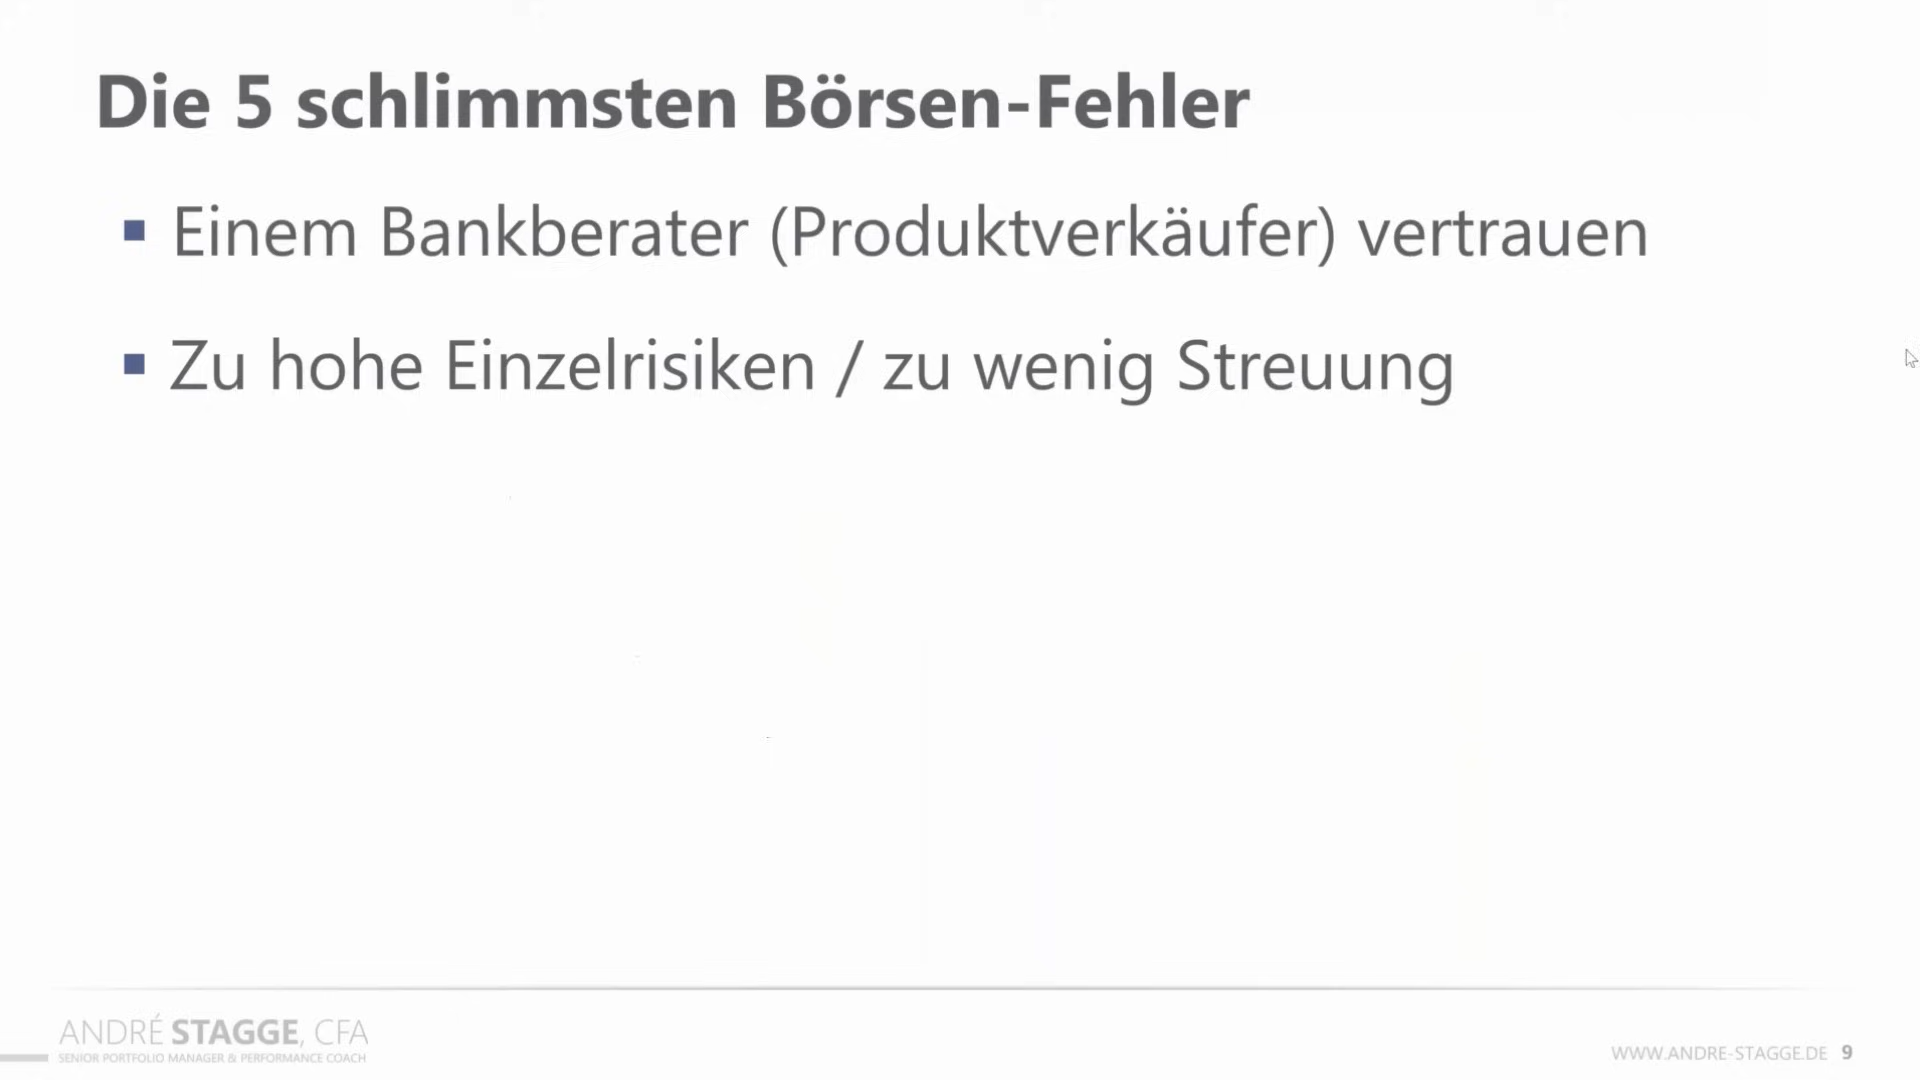 Die 5 schlimmsten Börsen-Fehler
Einem Bankberater (Produktverkäufer) vertrauen
Zu hohe Einzelrisiken / zu wenig Streuung
ANDRÉ STAGGE, CFA
SENIOR PORTFOLIO MANAGER & PERFORMANCE COACH
WWW.ANDRE-STAGGE.DE 9